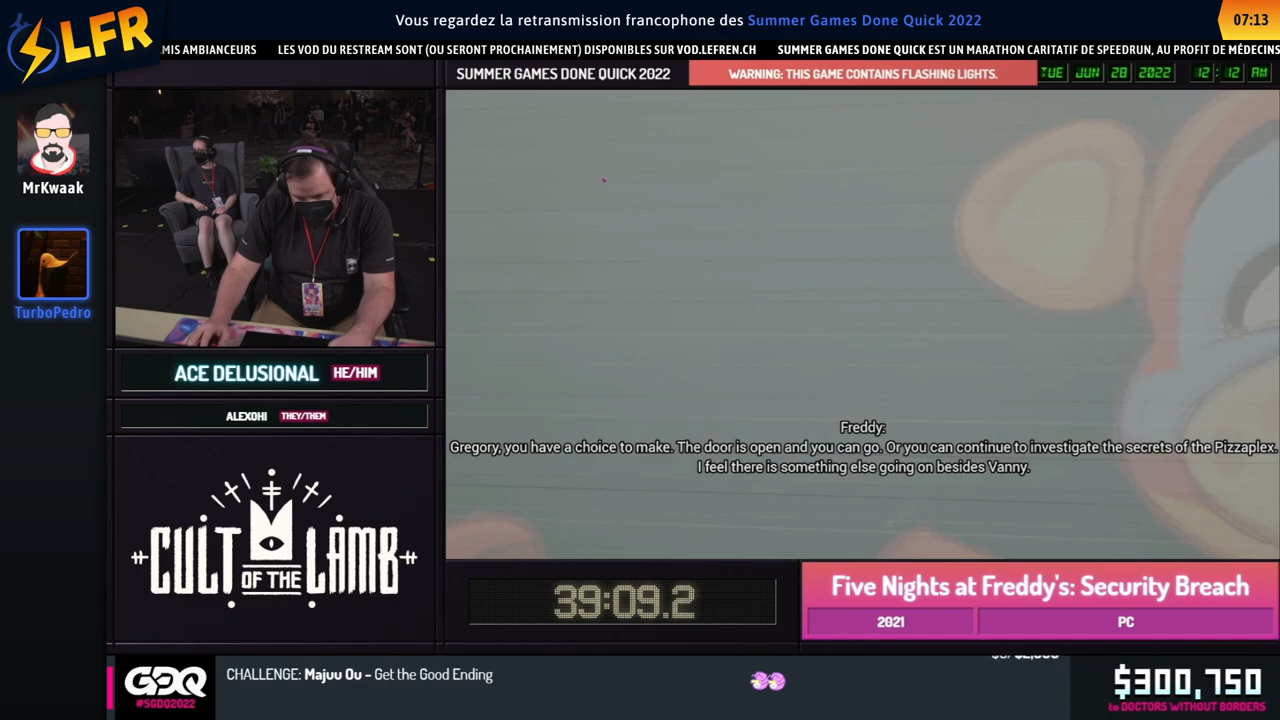 LFR
Vous regardez la retransmission francophone des Summer Games Done Quick 2022
07:13
MIS AMBIANCEURS LES VOD DU RESTREAM SONT (OU SERONT PROCHAINEMENT) DISPONIBLES SUR VOD.LEFREN.CH SUMMER GAMES DONE QUICK EST UN MARATHON CARITATIF DE SPEEDRUN, AU PROFIT DE MÉDECINS
SUMMER GAMES DONE QUICK 2022
WARNING: THIS GAME CONTAINS FLASHING LIGHTS.
TUE JUN 28 2022 12:12 AM
MrKwaak
TurboPedro
ACE DELUSIONAL HE/HIM
ALEXOHI THEY/THEM
Freddy:
Gregory, you have a choice to make. The door is open and you can go. Or you can continue to investigate the secrets of the Pizzaplex.
I feel there is something else going on besides Vanny.
CULT OF THE LAMB
39:09.2
Five Nights at Freddy's: Security Breach
2021
PC
GDQ
#SGDQ2022
CHALLENGE: Majuu Ou – Get the Good Ending
$300,750
to DOCTORS WITHOUT BORDERS